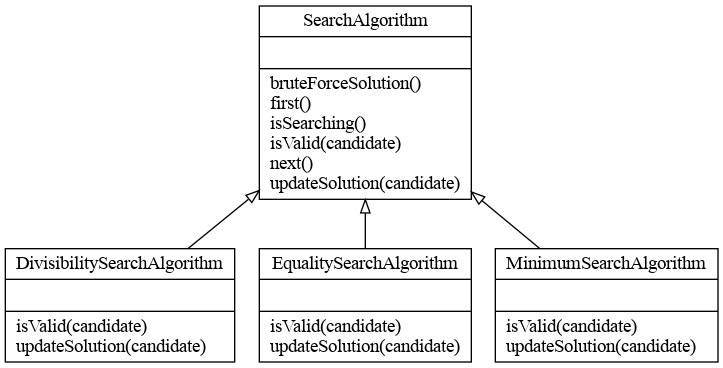 SearchAlgorithm
bruteForceSolution()
first()
isSearching()
isValid(candidate)
next()
updateSolution(candidate)
DivisibilitySearchAlgorithm
isValid(candidate)
updateSolution(candidate)
EqualitySearchAlgorithm
isValid(candidate)
updateSolution(candidate)
MinimumSearchAlgorithm
isValid(candidate)
updateSolution(candidate)